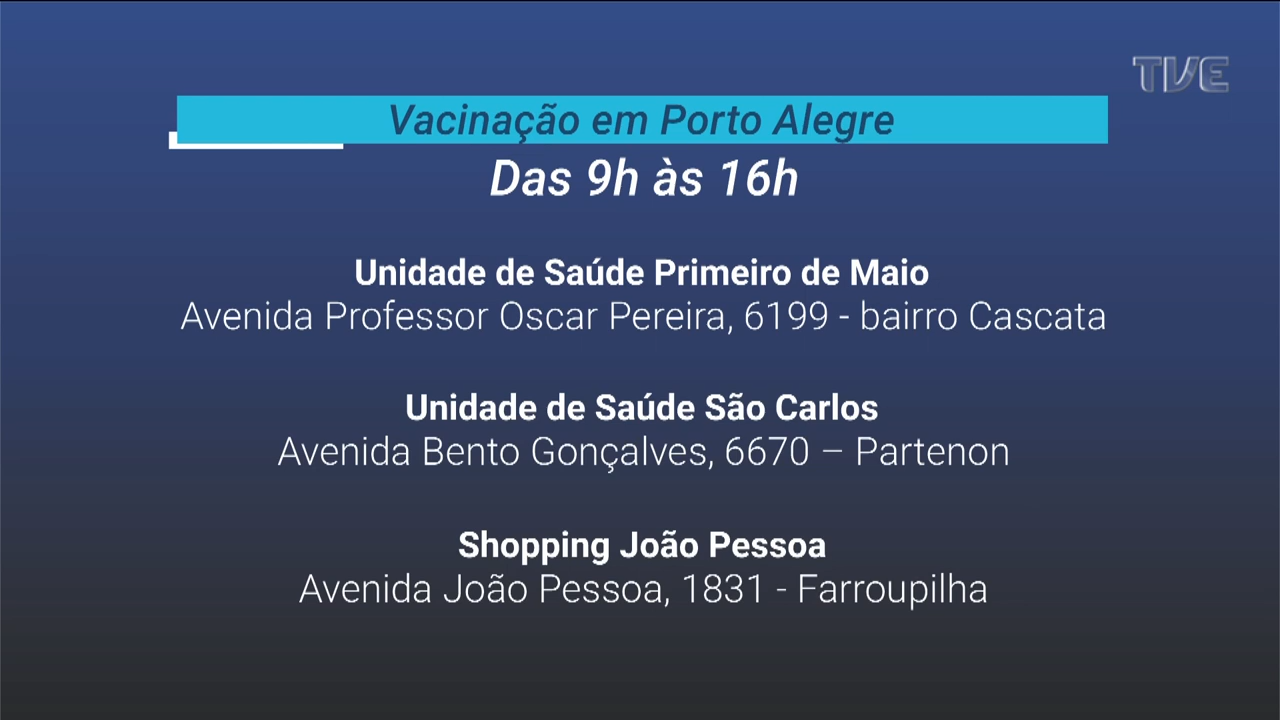 TVE
Vacinação em Porto Alegre
Das 9h às 16h
Unidade de Saúde Primeiro de Maio
Avenida Professor Oscar Pereira, 6199 - bairro Cascata
Unidade de Saúde São Carlos
Avenida Bento Gonçalves, 6670 – Partenon
Shopping João Pessoa
Avenida João Pessoa, 1831 - Farroupilha